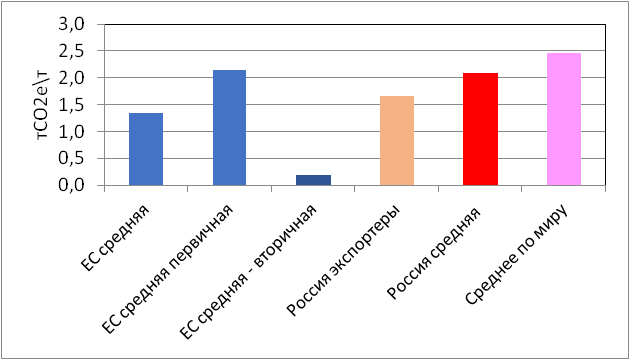 3,0
2,5
2,0
1,5
1,0
0,5
0,0
тCO2e\т
ЕС средняя
ЕС средняя первичная
ЕС средняя - вторичная
Россия экспортеры
Россия средняя
Среднее по миру